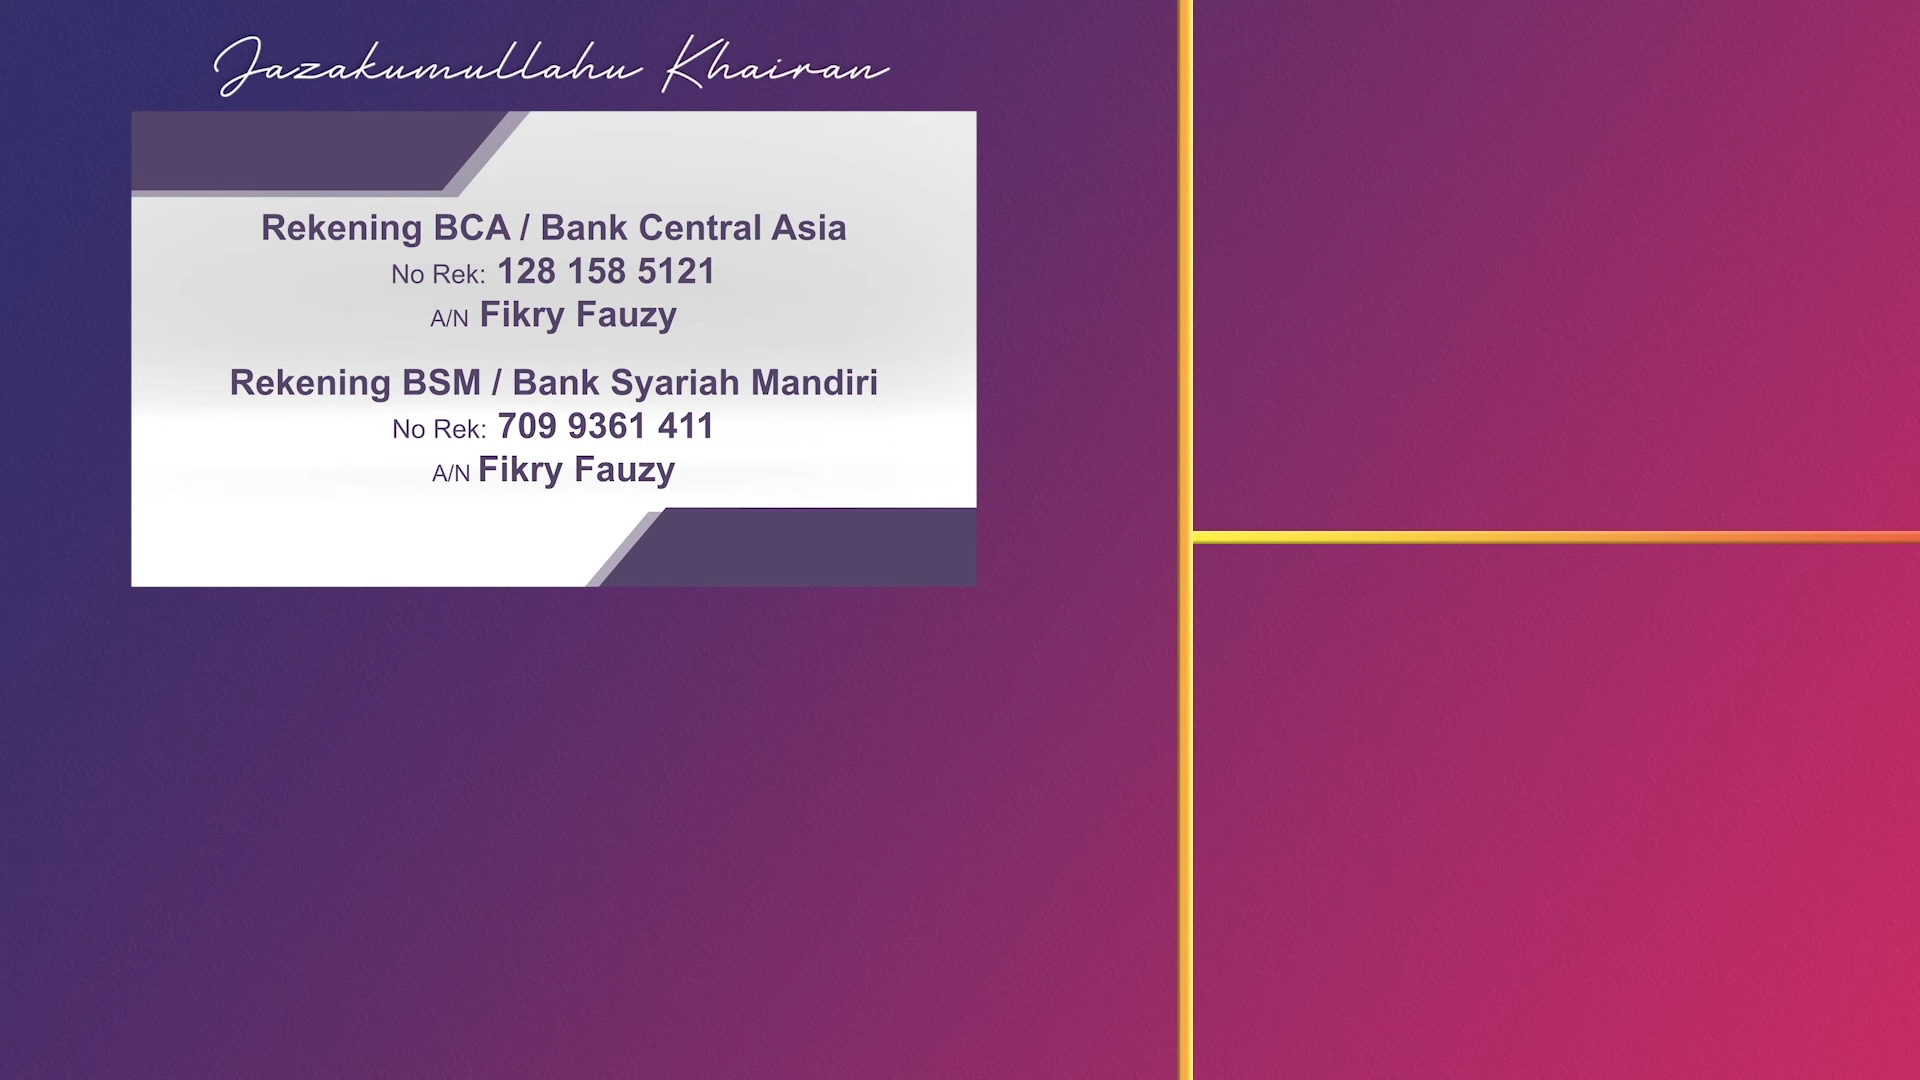 Jazakumullahu Khairan
Rekening BCA / Bank Central Asia
No Rek: 128 158 5121
A/N Fikry Fauzy
Rekening BSM / Bank Syariah Mandiri
No Rek: 709 9361 411
A/N Fikry Fauzy